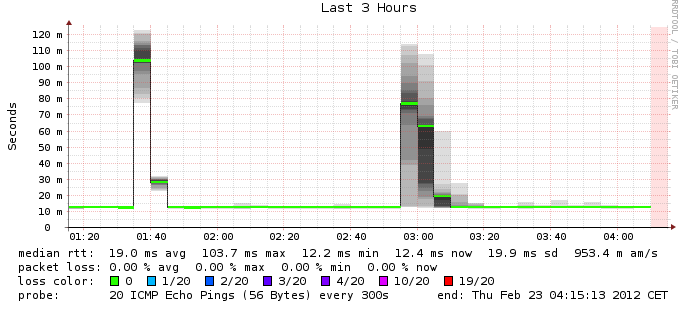 Last 3 Hours
RRDTOOL / TOBI OETIKER
Seconds
120 m
110 m
100 m
90 m
80 m
70 m
60 m
50 m
40 m
30 m
20 m
10 m
0
01:20 01:40 02:00 02:20 02:40 03:00 03:20 03:40 04:00
median rtt: 19.0 ms avg 103.7 ms max 12.2 ms min 12.4 ms now 19.9 ms sd 953.4 m am/s
packet loss: 0.00 % avg 0.00 % max 0.00 % min 0.00 % now
loss color: 0 1/20 2/20 3/20 4/20 10/20 19/20
probe: 20 ICMP Echo Pings (56 Bytes) every 300s end: Thu Feb 23 04:15:13 2012 CET